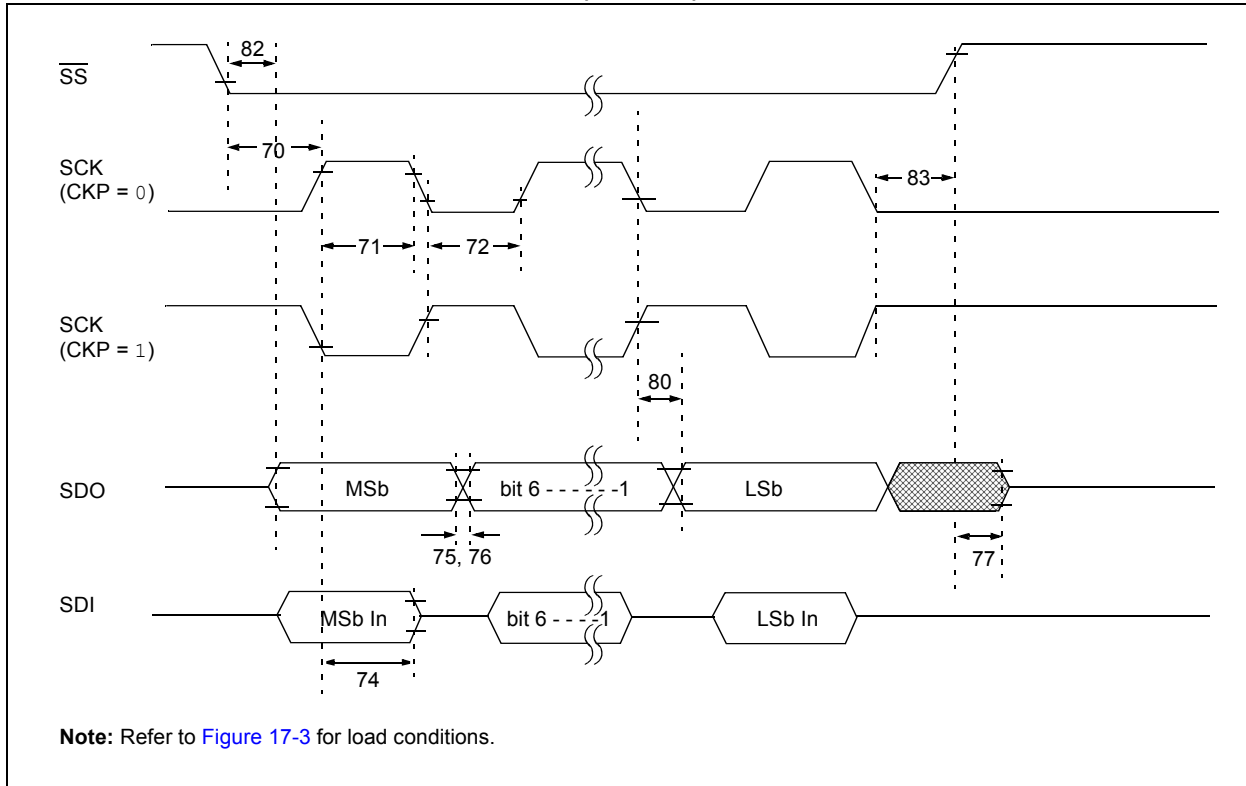 82
SS
70
SCK
(CKP = 0)
83
71
72
SCK
(CKP = 1)
80
SDO
MSb
bit 6 - - - - - - -1
LSb
75, 76
77
SDI
MSb In
bit 6 - - - - -1
LSb In
74
Note: Refer to Figure 17-3 for load conditions.